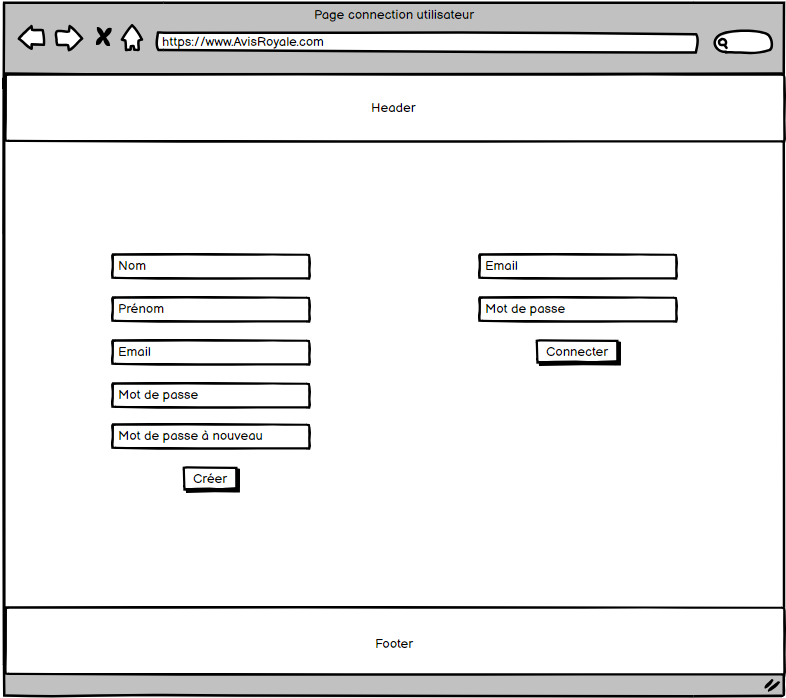 Page connection utilisateur
https://www.AvisRoyale.com
Header
Nom
Prénom
Email
Mot de passe
Mot de passe à nouveau
Créer
Email
Mot de passe
Connecter
Footer